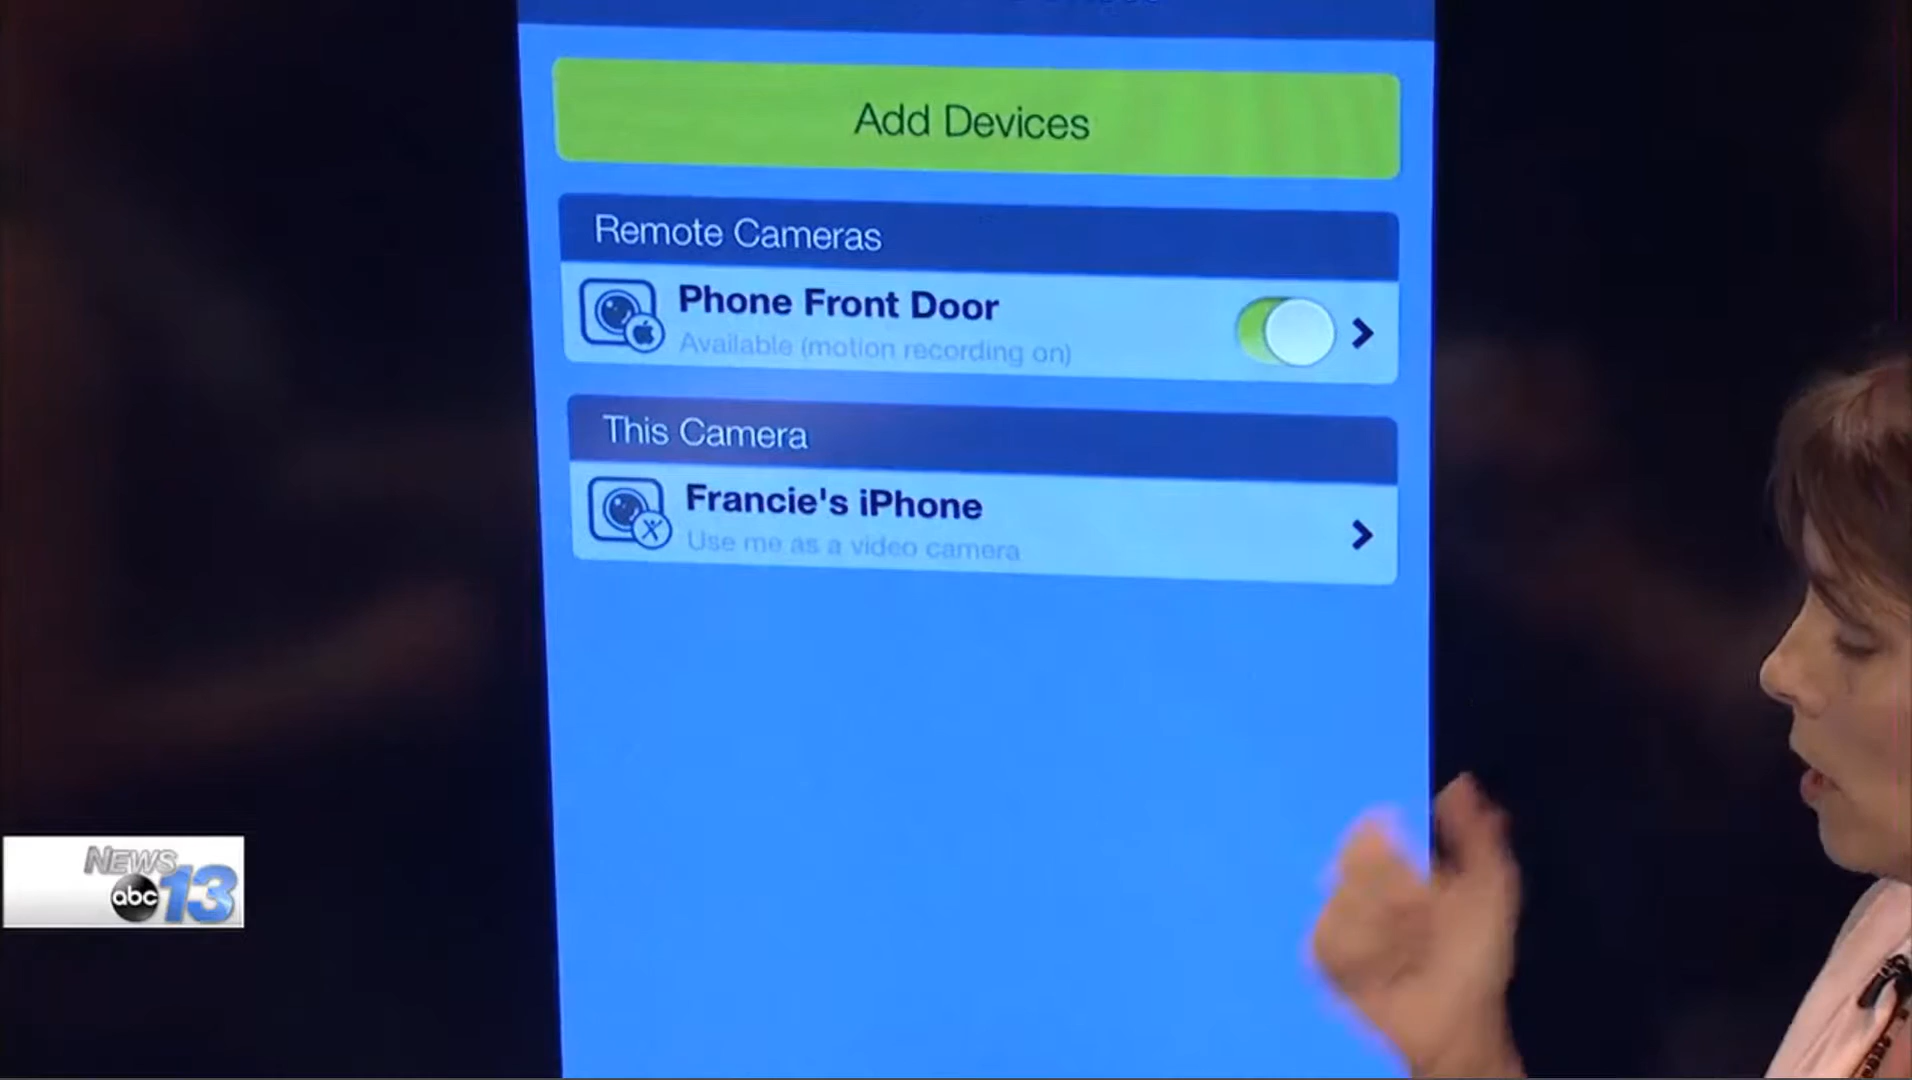 Add Devices
Remote Cameras
Phone Front Door
Available (motion recording on)
This Camera
Francie's iPhone
Use me as a video camera
NEWS
abc 13